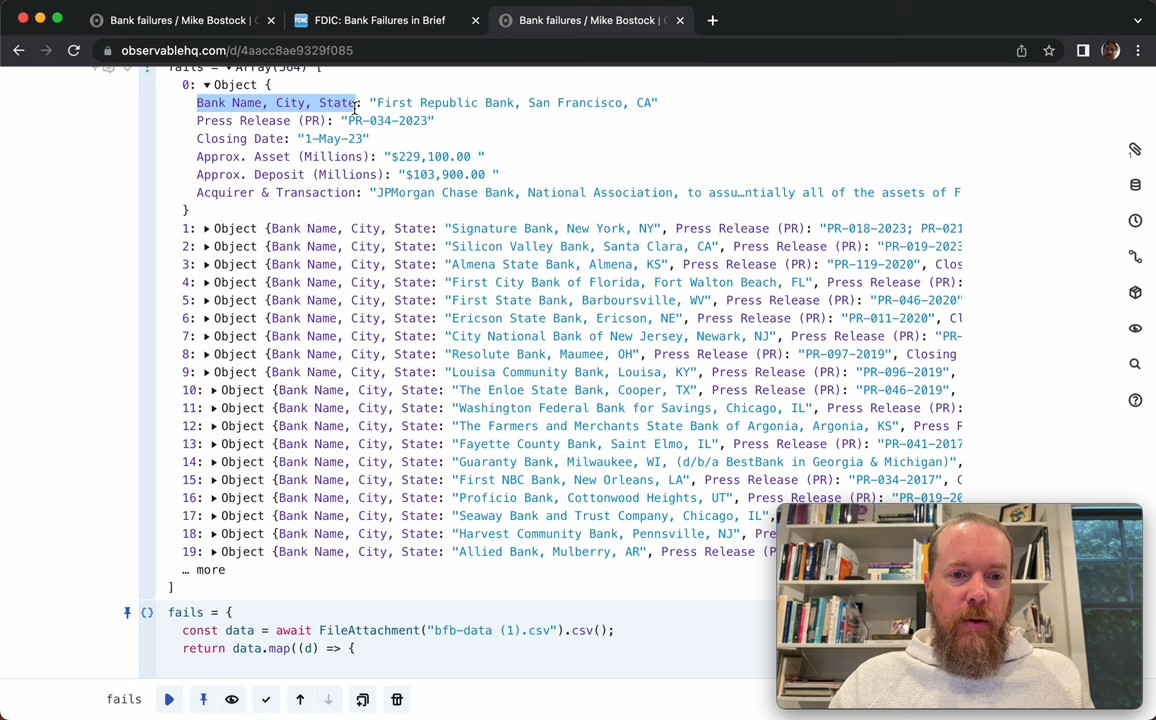 Bank failures / Mike Bostock | FDIC: Bank Failures in Brief Bank failures / Mike Bostock |
observablehq.com/d/4aacc8ae9329f085
fails = Array(564) [
0: Object {
Bank Name, City, State: "First Republic Bank, San Francisco, CA"
Press Release (PR): "PR-034-2023"
Closing Date: "1-May-23"
Approx. Asset (Millions): "$229,100.00 "
Approx. Deposit (Millions): "$103,900.00 "
Acquirer & Transaction: "JPMorgan Chase Bank, National Association, to assu…ntially all of the assets of F
}
1: Object {Bank Name, City, State: "Signature Bank, New York, NY", Press Release (PR): "PR-018-2023; PR-021
2: Object {Bank Name, City, State: "Silicon Valley Bank, Santa Clara, CA", Press Release (PR): "PR-019-2023
3: Object {Bank Name, City, State: "Almena State Bank, Almena, KS", Press Release (PR): "PR-119-2020", Clos
4: Object {Bank Name, City, State: "First City Bank of Florida, Fort Walton Beach, FL", Press Release (PR):
5: Object {Bank Name, City, State: "First State Bank, Barboursville, WV", Press Release (PR): "PR-046-2020"
6: Object {Bank Name, City, State: "Ericson State Bank, Ericson, NE", Press Release (PR): "PR-011-2020", Cl
7: Object {Bank Name, City, State: "City National Bank of New Jersey, Newark, NJ", Press Release (PR): "PR-
8: Object {Bank Name, City, State: "Resolute Bank, Maumee, OH", Press Release (PR): "PR-097-2019", Closing
9: Object {Bank Name, City, State: "Louisa Community Bank, Louisa, KY", Press Release (PR): "PR-096-2019",
10: Object {Bank Name, City, State: "The Enloe State Bank, Cooper, TX", Press Release (PR): "PR-046-2019",
11: Object {Bank Name, City, State: "Washington Federal Bank for Savings, Chicago, IL", Press Release (PR):
12: Object {Bank Name, City, State: "The Farmers and Merchants State Bank of Argonia, Argonia, KS", Press R
13: Object {Bank Name, City, State: "Fayette County Bank, Saint Elmo, IL", Press Release (PR): "PR-041-2017
14: Object {Bank Name, City, State: "Guaranty Bank, Milwaukee, WI, (d/b/a BestBank in Georgia & Michigan)",
15: Object {Bank Name, City, State: "First NBC Bank, New Orleans, LA", Press Release (PR): "PR-034-2017", C
16: Object {Bank Name, City, State: "Proficio Bank, Cottonwood Heights, UT", Press Release (PR): "PR-019-20
17: Object {Bank Name, City, State: "Seaway Bank and Trust Company, Chicago, IL",
18: Object {Bank Name, City, State: "Harvest Community Bank, Pennsville, NJ", Pre
19: Object {Bank Name, City, State: "Allied Bank, Mulberry, AR", Press Release (P
… more
]
fails = {
const data = await FileAttachment("bfb-data (1).csv").csv();
return data.map((d) => {
fails